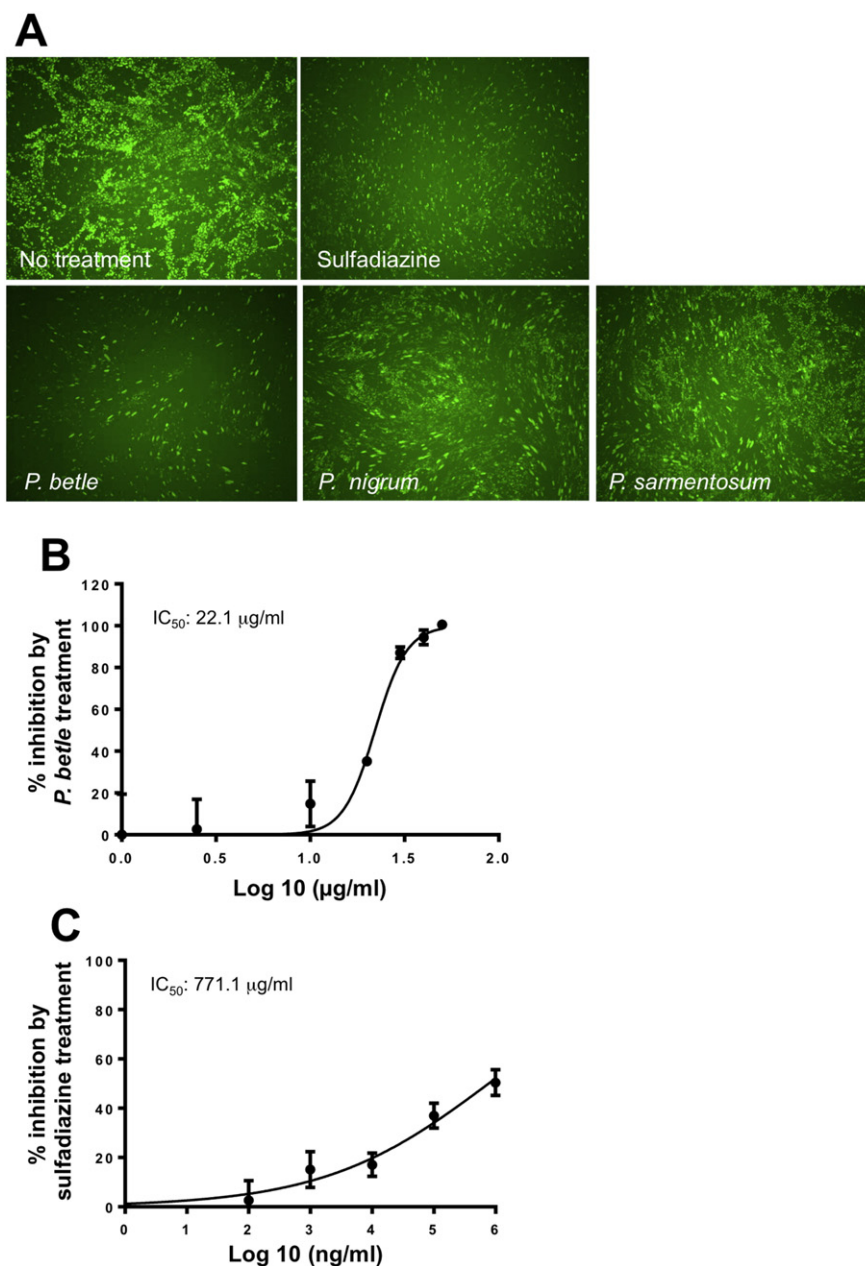 A
No treatment
Sulfadiazine
P. betle
P. nigrum
P. sarmentosum
B
120
100
80
60
40
20
0
IC₅₀: 22.1 µg/ml
% inhibition by
P. betle treatment
0.0
0.5
1.0
1.5
2.0
Log 10 (µg/ml)
C
100
80
60
40
20
0
IC₅₀: 771.1 µg/ml
% inhibition by
sulfadiazine treatment
0
1
2
3
4
5
6
Log 10 (ng/ml)